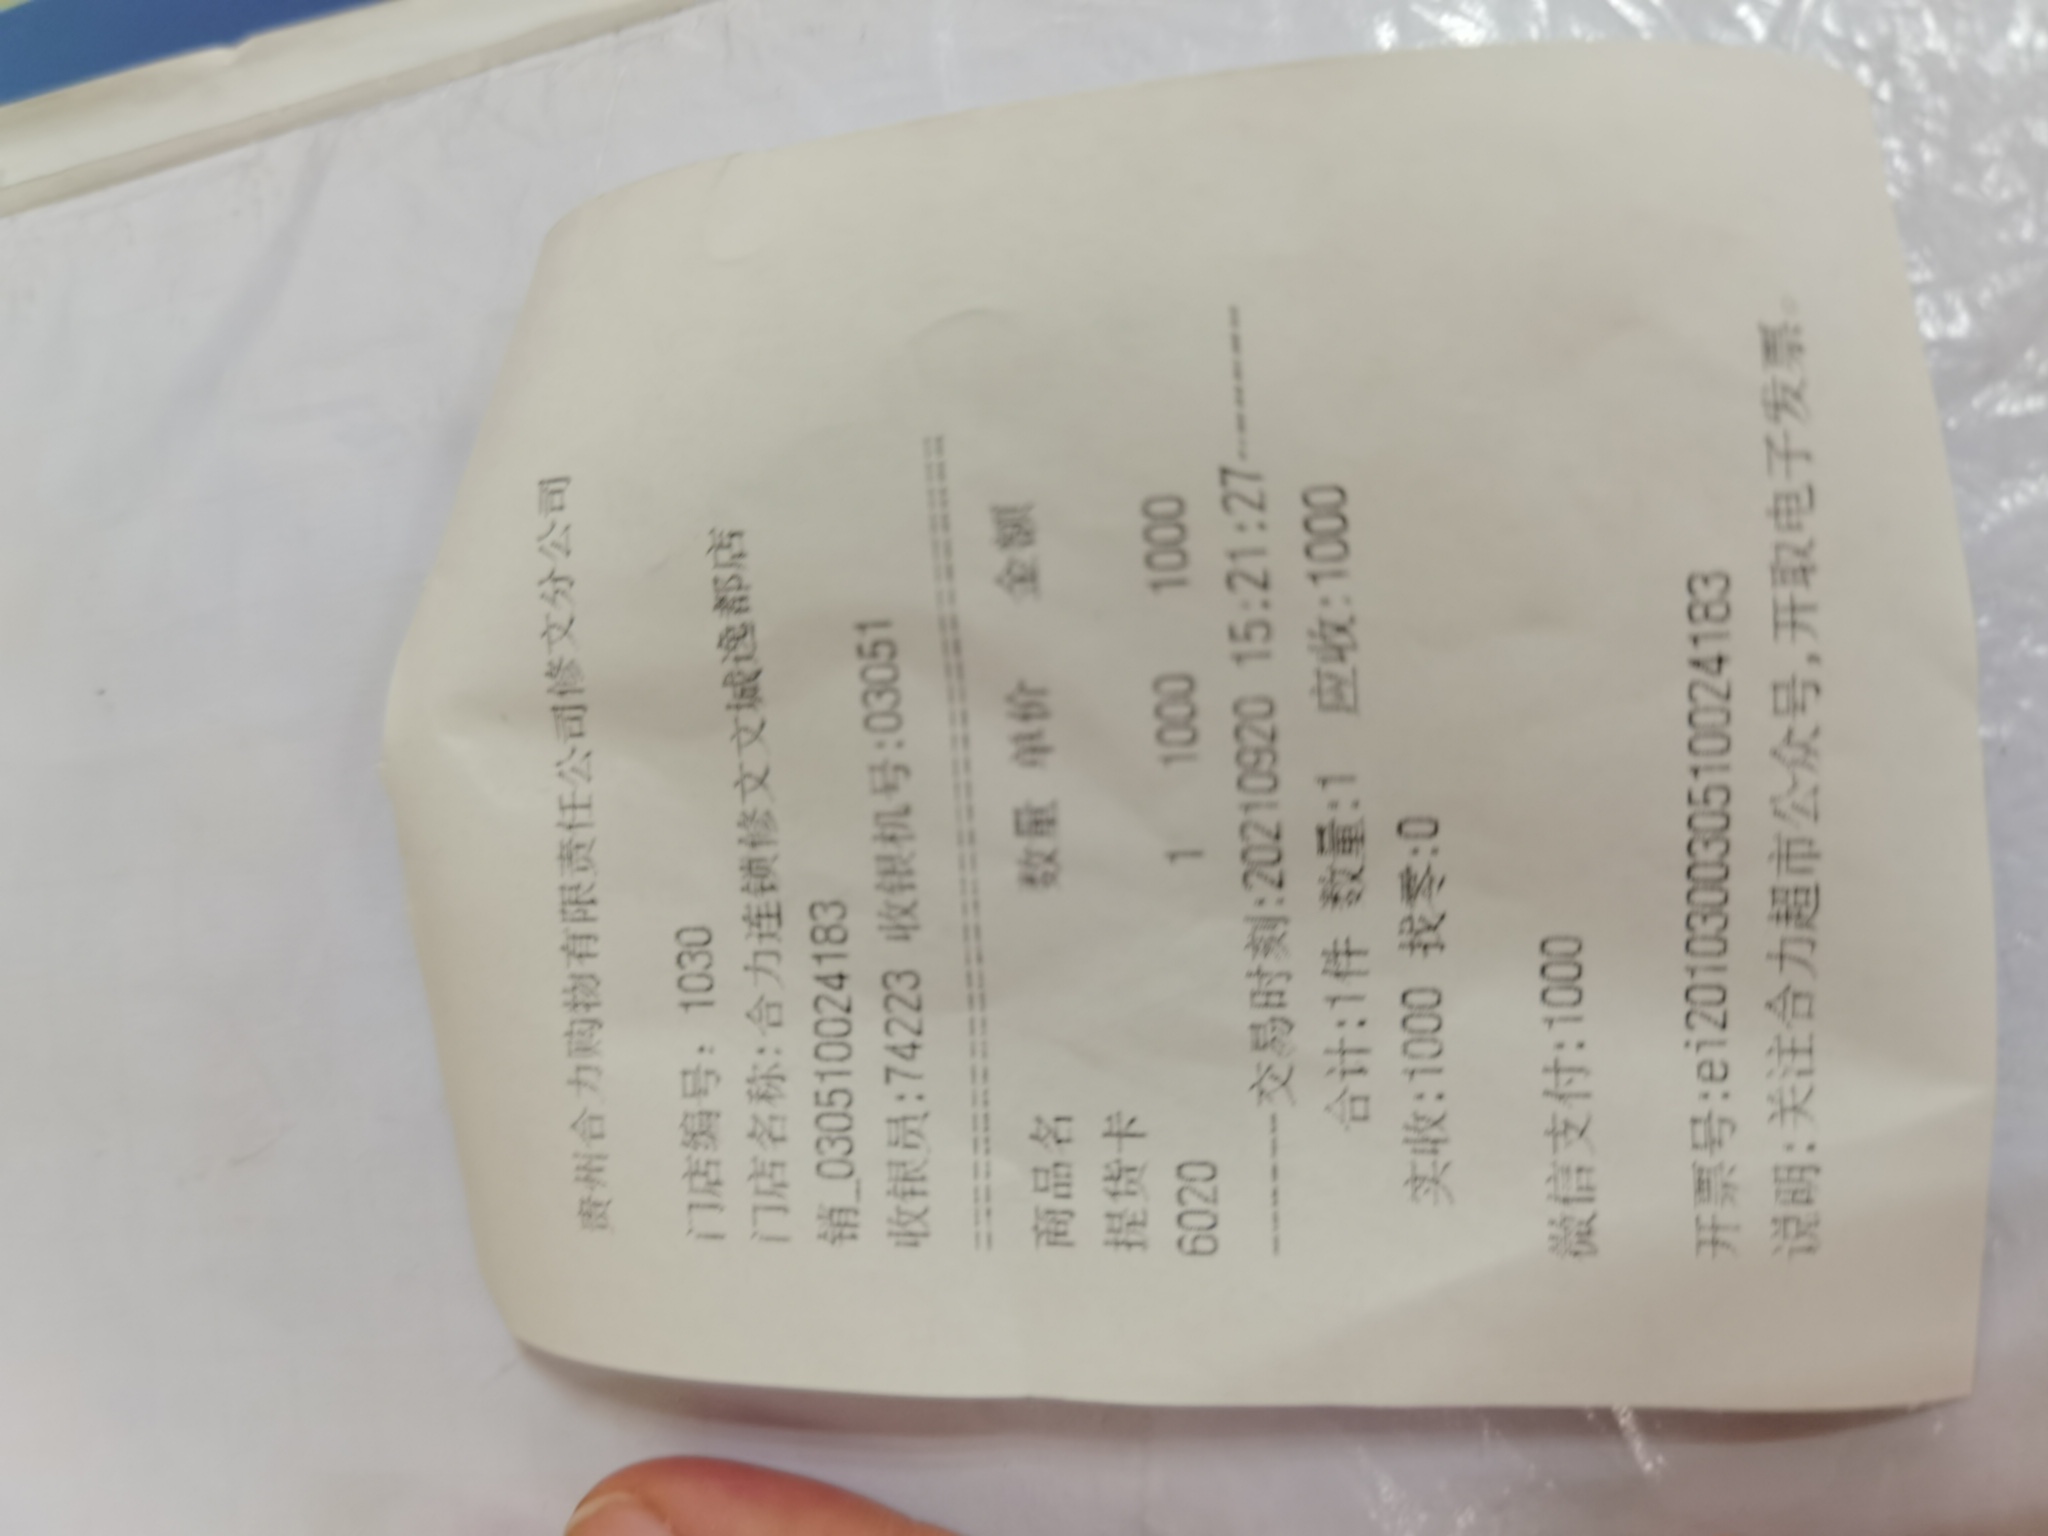 贵州合力购物有限责任公司修文分公司
门店编号: 1030
门店名称:合力连锁修文文城逸都店
销_03051002​4183
收银员:74223 收银机号:03051
================================
商品名 数量 单价 金额
提货卡
6020 1 1000 1000
-------交易时刻:20210920 15:21:27-------
合计:1件 数量:1 应收:1000
实收:1000 找零:0
微信支付:1000
开票号:ei20103003051002​4183
说明:关注合力超市公众号,开取电子发票。